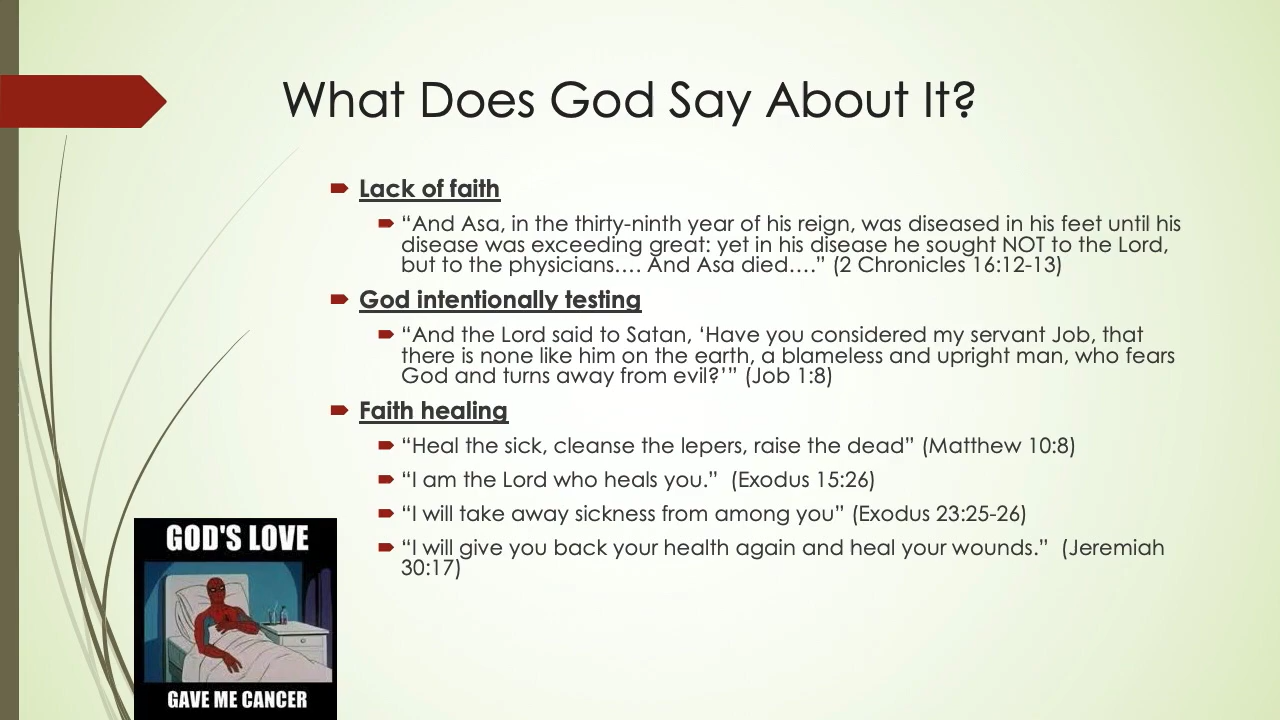 What Does God Say About It?
Lack of faith
“And Asa, in the thirty-ninth year of his reign, was diseased in his feet until his
disease was exceeding great: yet in his disease he sought NOT to the Lord,
but to the physicians…. And Asa died….” (2 Chronicles 16:12-13)
God intentionally testing
“And the Lord said to Satan, ‘Have you considered my servant Job, that
there is none like him on the earth, a blameless and upright man, who fears
God and turns away from evil?’” (Job 1:8)
Faith healing
“Heal the sick, cleanse the lepers, raise the dead” (Matthew 10:8)
“I am the Lord who heals you.”  (Exodus 15:26)
“I will take away sickness from among you” (Exodus 23:25-26)
“I will give you back your health again and heal your wounds.”  (Jeremiah
30:17)
GOD'S LOVE
GAVE ME CANCER